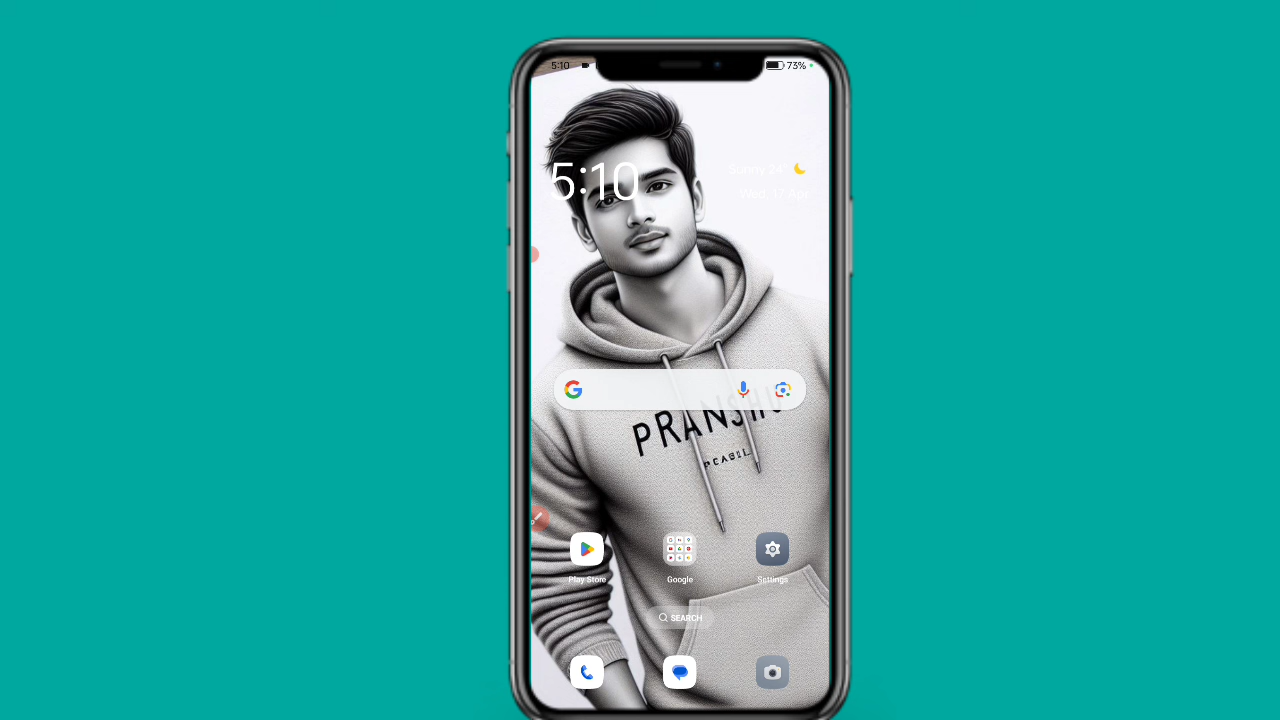 5:10
73%
5:10
Sunny 24
Wed, 17 Apr
PRANSHU
Play Store
Google
Settings
SEARCH